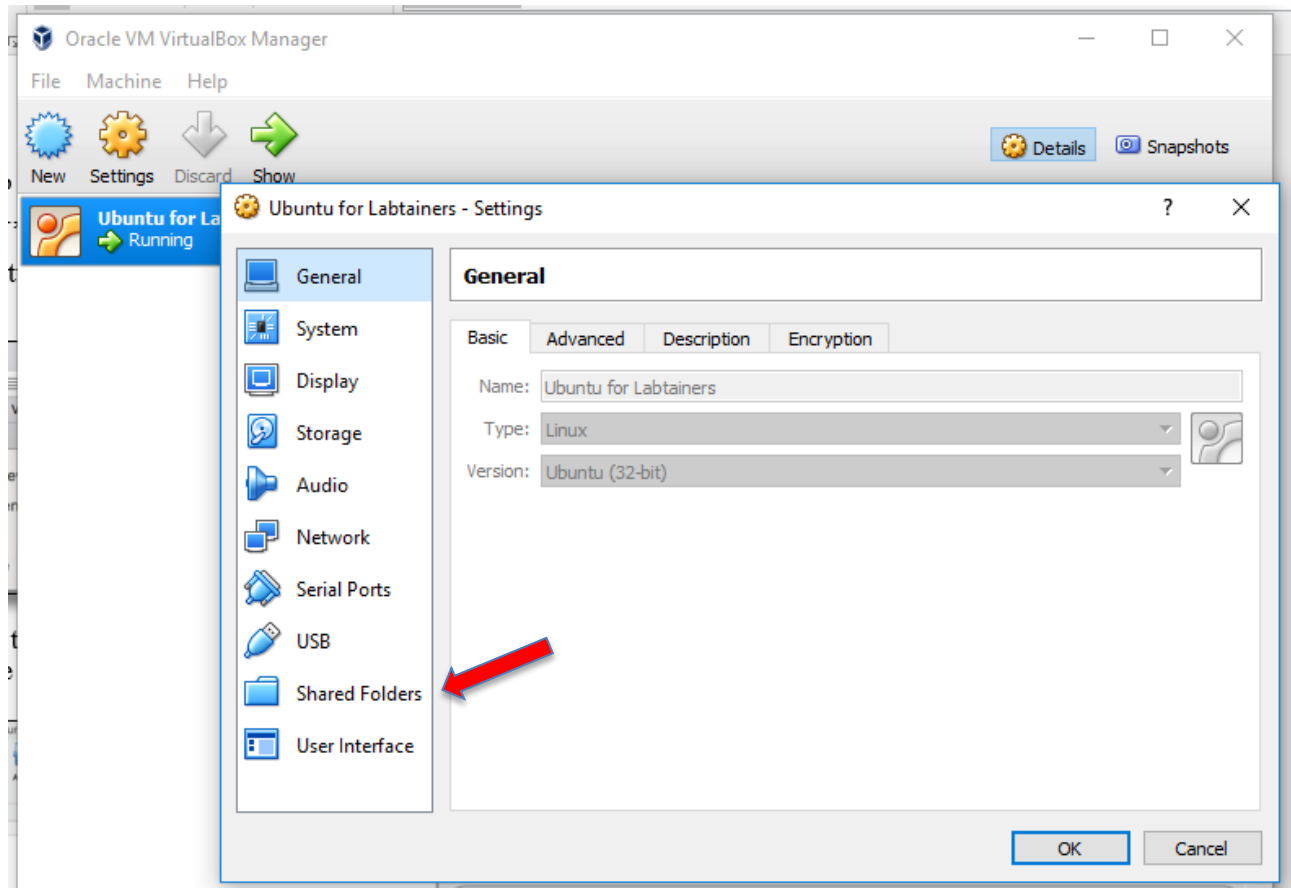 Oracle VM VirtualBox Manager
File Machine Help
New Settings Discard Show
Details Snapshots
Ubuntu for La
Running
Ubuntu for Labtainers - Settings
?
General
System
Display
Storage
Audio
Network
Serial Ports
USB
Shared Folders
User Interface
General
Basic Advanced Description Encryption
Name: Ubuntu for Labtainers
Type: Linux
Version: Ubuntu (32-bit)
OK Cancel